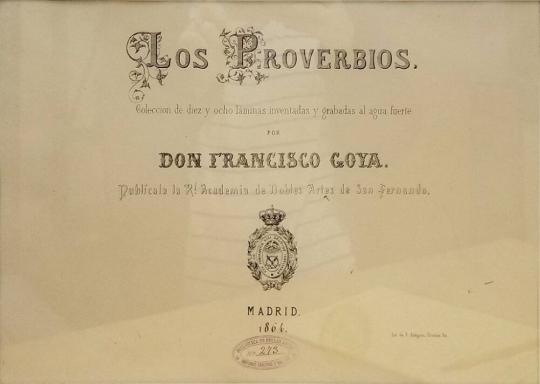 LOS PROVERBIOS.
Coleccion de diez y ocho láminas inventadas y grabadas al agua fuerte
POR
DON FRANCISCO GOYA.
Publícala la Rl. Academia de Nobles Artes de San Fernando.
MADRID.
1864.
273